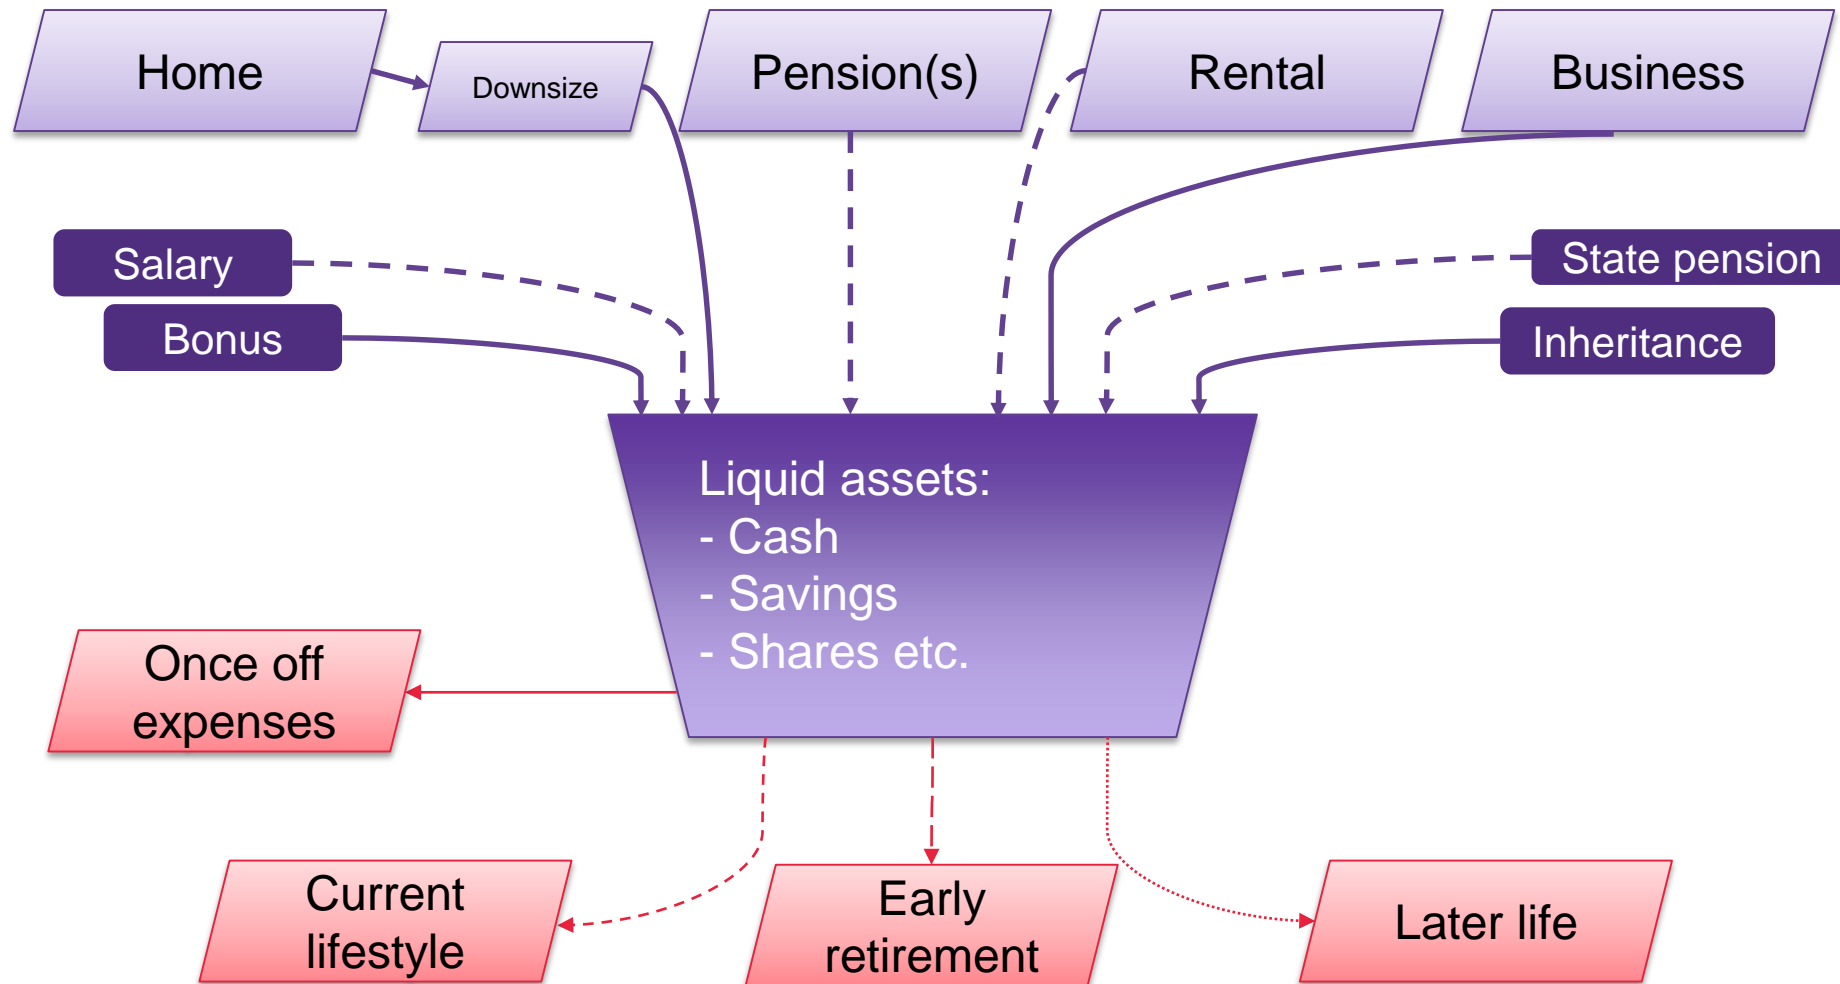 Home
Downsize
Pension(s)
Rental
Business
Salary
State pension
Bonus
Inheritance
Liquid assets:
- Cash
- Savings
- Shares etc.
Once off
expenses
Current
lifestyle
Early
retirement
Later life